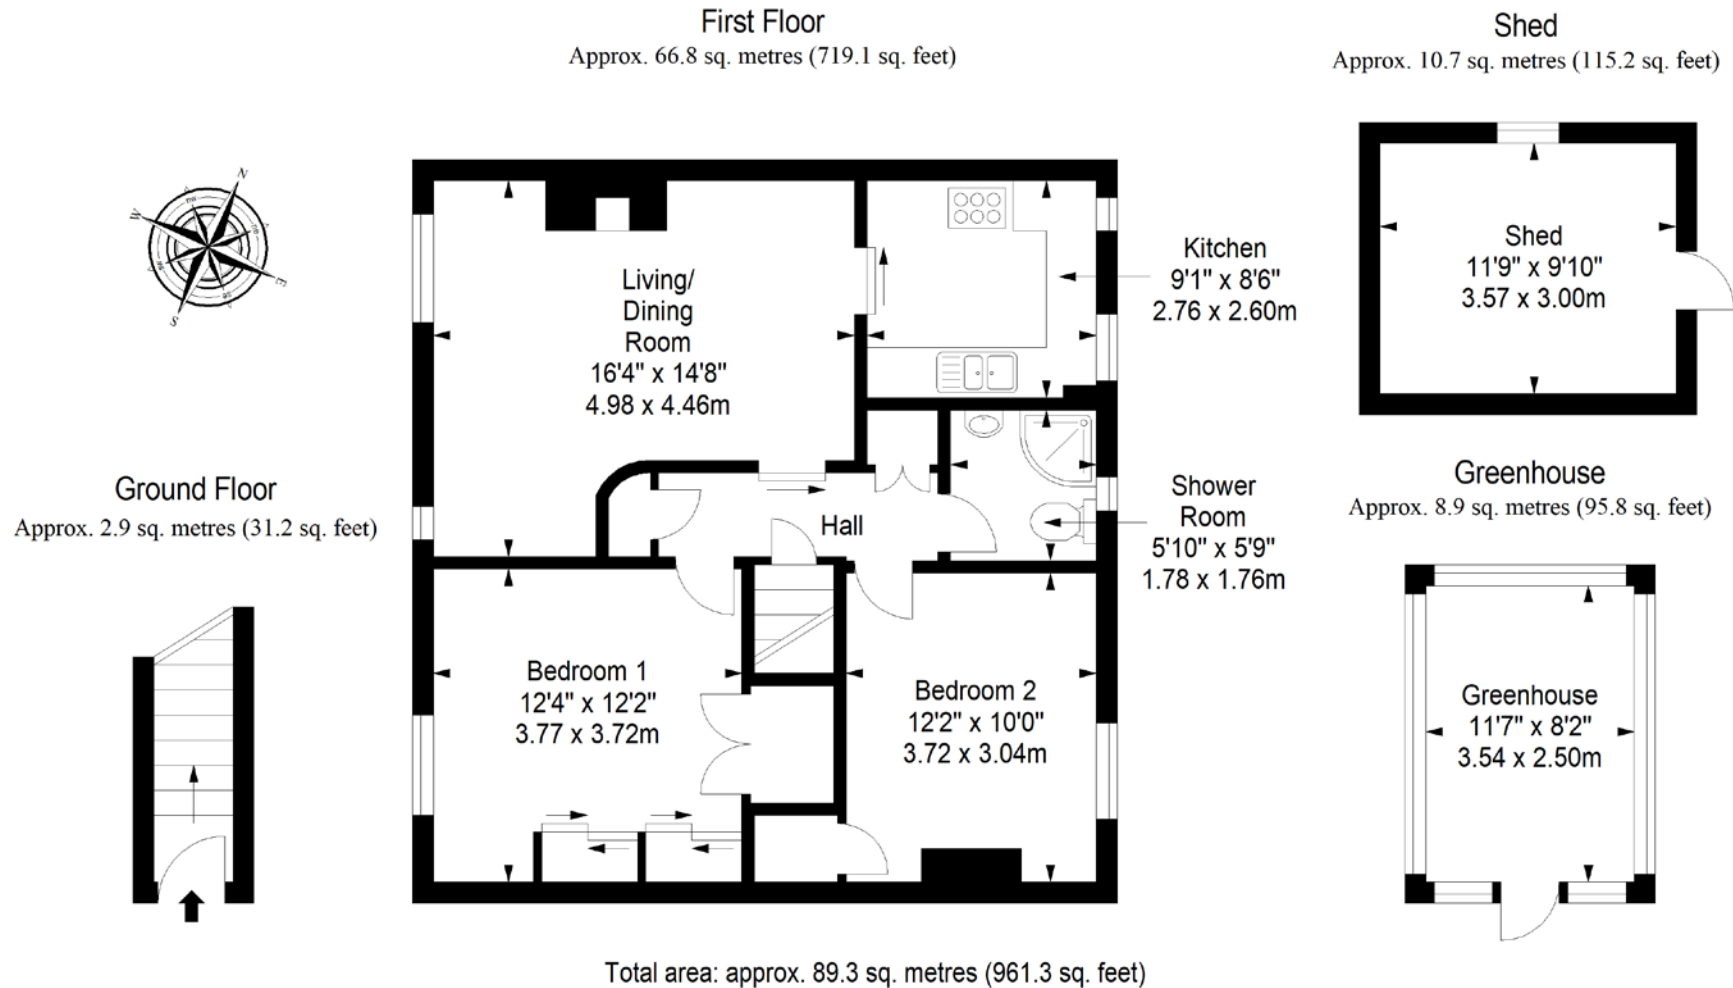 First Floor
Approx. 66.8 sq. metres (719.1 sq. feet)
Shed
Approx. 10.7 sq. metres (115.2 sq. feet)
N
W
E
S
Living/
Dining
Room
16'4" x 14'8"
4.98 x 4.46m
Kitchen
9'1" x 8'6"
2.76 x 2.60m
Shed
11'9" x 9'10"
3.57 x 3.00m
Ground Floor
Approx. 2.9 sq. metres (31.2 sq. feet)
Hall
Shower
Room
5'10" x 5'9"
1.78 x 1.76m
Greenhouse
Approx. 8.9 sq. metres (95.8 sq. feet)
Bedroom 1
12'4" x 12'2"
3.77 x 3.72m
Bedroom 2
12'2" x 10'0"
3.72 x 3.04m
Greenhouse
11'7" x 8'2"
3.54 x 2.50m
Total area: approx. 89.3 sq. metres (961.3 sq. feet)